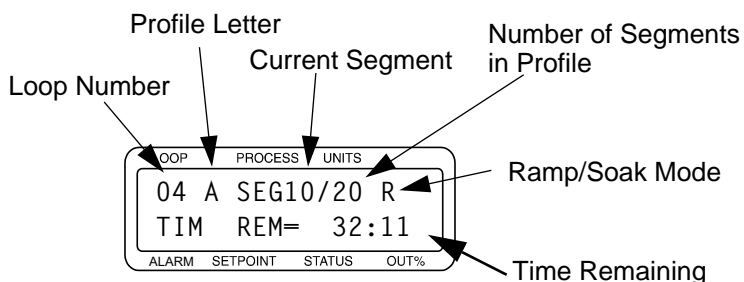 Profile Letter
Number of Segments
in Profile
Current Segment
Loop Number
LOOP PROCESS UNITS
04 A SEG10/20 R
Ramp/Soak Mode
TIM REM= 32:11
ALARM SETPOINT STATUS OUT%
Time Remaining